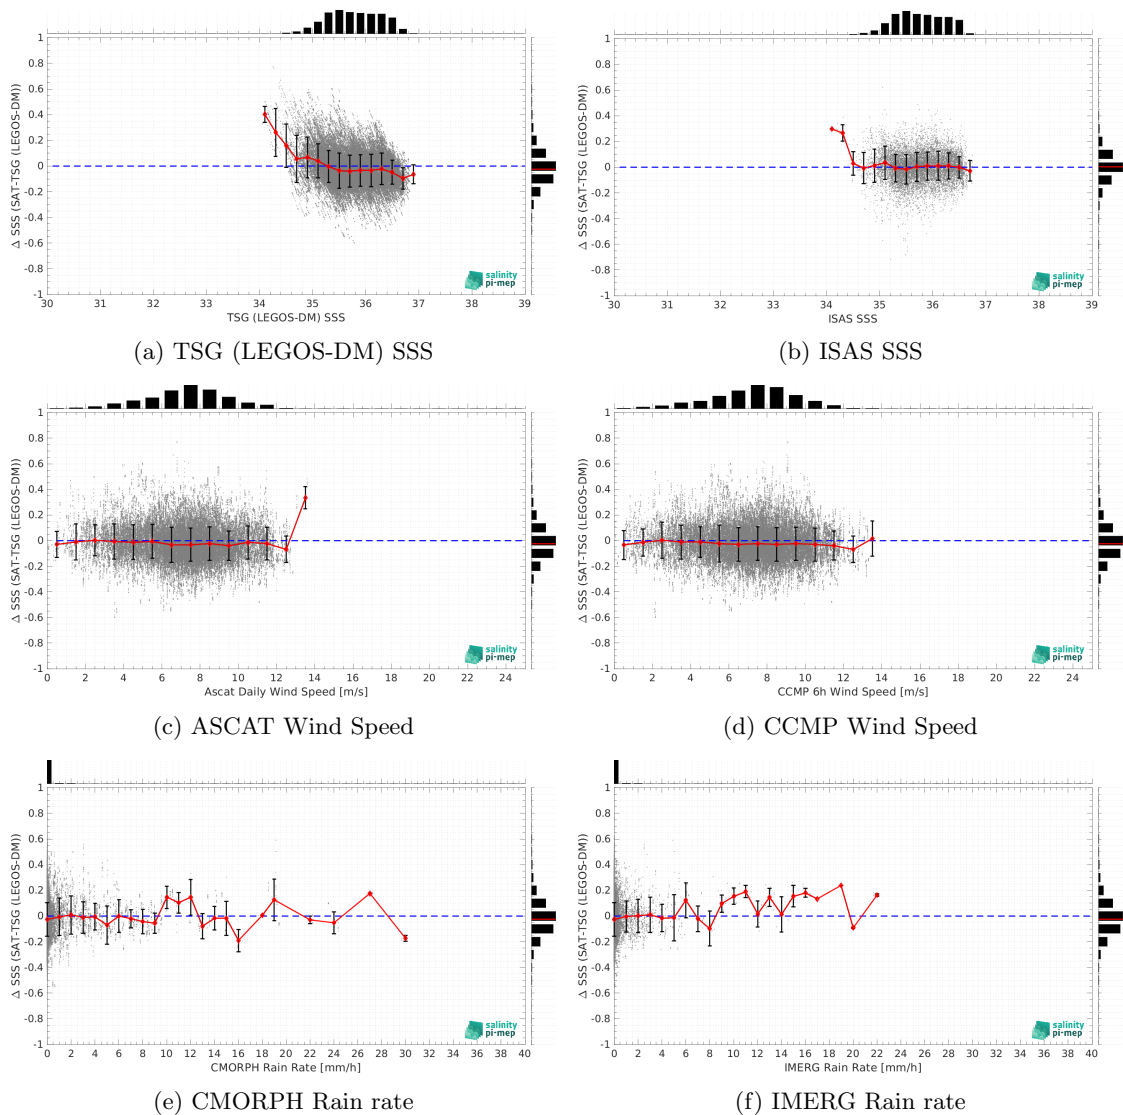 1
0.8
0.6
0.4
0.2
0
-0.2
-0.4
-0.6
-0.8
-1
Δ SSS (SAT-TSG (LEGOS-DM))
salinity
pi-mep
30 31 32 33 34 35 36 37 38 39
TSG (LEGOS-DM) SSS
(a) TSG (LEGOS-DM) SSS
1
0.8
0.6
0.4
0.2
0
-0.2
-0.4
-0.6
-0.8
-1
Δ SSS (SAT-TSG (LEGOS-DM))
salinity
pi-mep
30 31 32 33 34 35 36 37 38 39
ISAS SSS
(b) ISAS SSS
1
0.8
0.6
0.4
0.2
0
-0.2
-0.4
-0.6
-0.8
-1
Δ SSS (SAT-TSG (LEGOS-DM))
salinity
pi-mep
0 2 4 6 8 10 12 14 16 18 20 22 24
Ascat Daily Wind Speed [m/s]
(c) ASCAT Wind Speed
1
0.8
0.6
0.4
0.2
0
-0.2
-0.4
-0.6
-0.8
-1
Δ SSS (SAT-TSG (LEGOS-DM))
salinity
pi-mep
0 2 4 6 8 10 12 14 16 18 20 22 24
CCMP 6h Wind Speed [m/s]
(d) CCMP Wind Speed
1
0.8
0.6
0.4
0.2
0
-0.2
-0.4
-0.6
-0.8
-1
Δ SSS (SAT-TSG (LEGOS-DM))
salinity
pi-mep
0 2 4 6 8 10 12 14 16 18 20 22 24 26 28 30 32 34 36 38 40
CMORPH Rain Rate [mm/h]
(e) CMORPH Rain rate
1
0.8
0.6
0.4
0.2
0
-0.2
-0.4
-0.6
-0.8
-1
Δ SSS (SAT-TSG (LEGOS-DM))
salinity
pi-mep
0 2 4 6 8 10 12 14 16 18 20 22 24 26 28 30 32 34 36 38 40
IMERG Rain Rate [mm/h]
(f) IMERG Rain rate